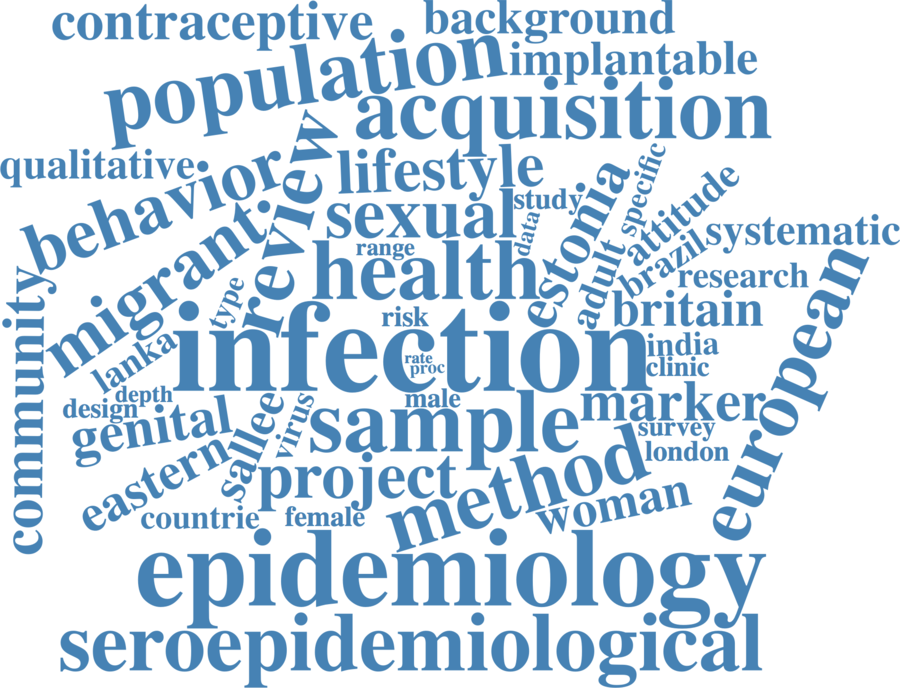 contraceptive
background
population
implantable
acquisition
qualitative
behavior
review
lifestyle
study
specific
attitude
estonia
sexual
data
systematic
migrant
range
adult
brazil
health
research
community
type
european
britain
risk
infection
lanka
india
rate
proc
clinic
depth
design
male
marker
genital
sallee
virus
sample
survey
london
eastern
project
method
woman
countrie
female
epidemiology
seroepidemiological